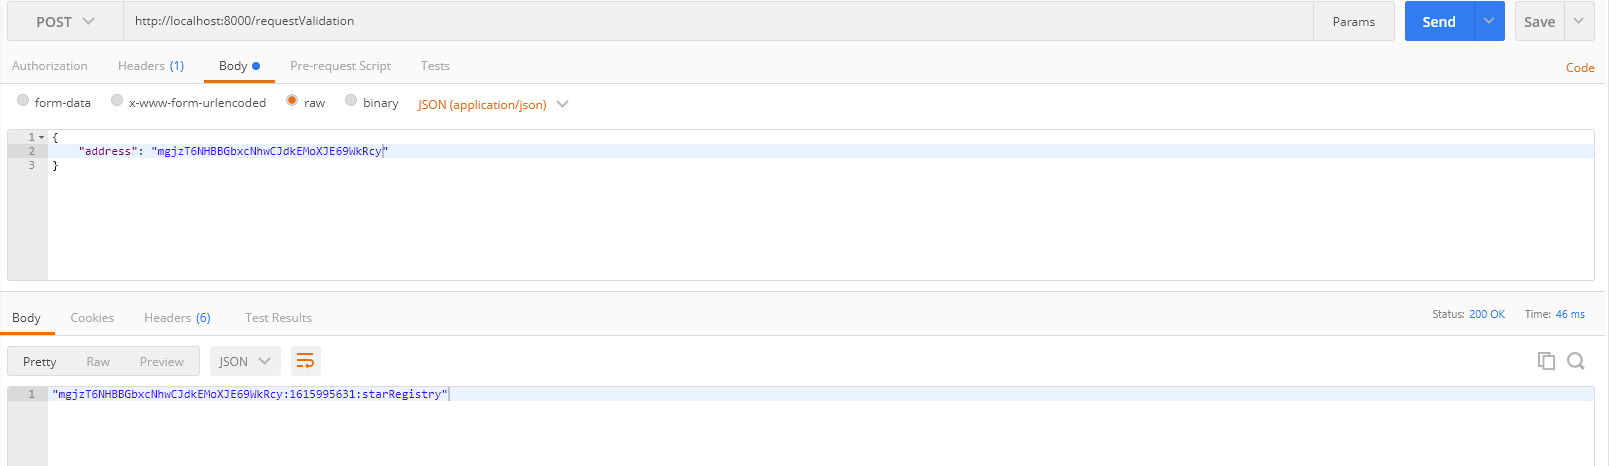 POST http://localhost:8000/requestValidation Params Send Save
Authorization Headers (1) Body Pre-request Script Tests Code
form-data x-www-form-urlencoded raw binary JSON (application/json)
1 {
2 "address": "mgjzT6NHBBGbxcNhwCJdkEMoXJE69WkRcy"
3 }
Body Cookies Headers (6) Test Results Status: 200 OK Time: 46 ms
Pretty Raw Preview JSON
1 "mgjzT6NHBBGbxcNhwCJdkEMoXJE69WkRcy:1615995631:starRegistry"